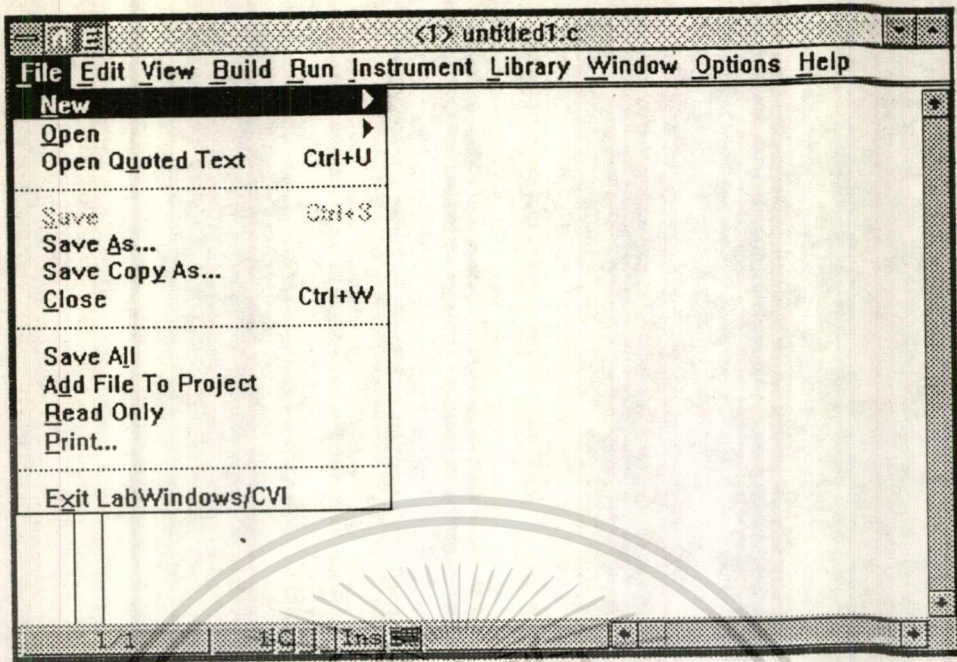 <1> untitled1.c
File Edit View Build Run Instrument Library Window Options Help
New
Open
Open Quoted Text Ctrl+U
Save Ctrl+S
Save As...
Save Copy As...
Close Ctrl+W
Save All
Add File To Project
Read Only
Print...
Exit LabWindows/CVI
1/1 1 C Ins